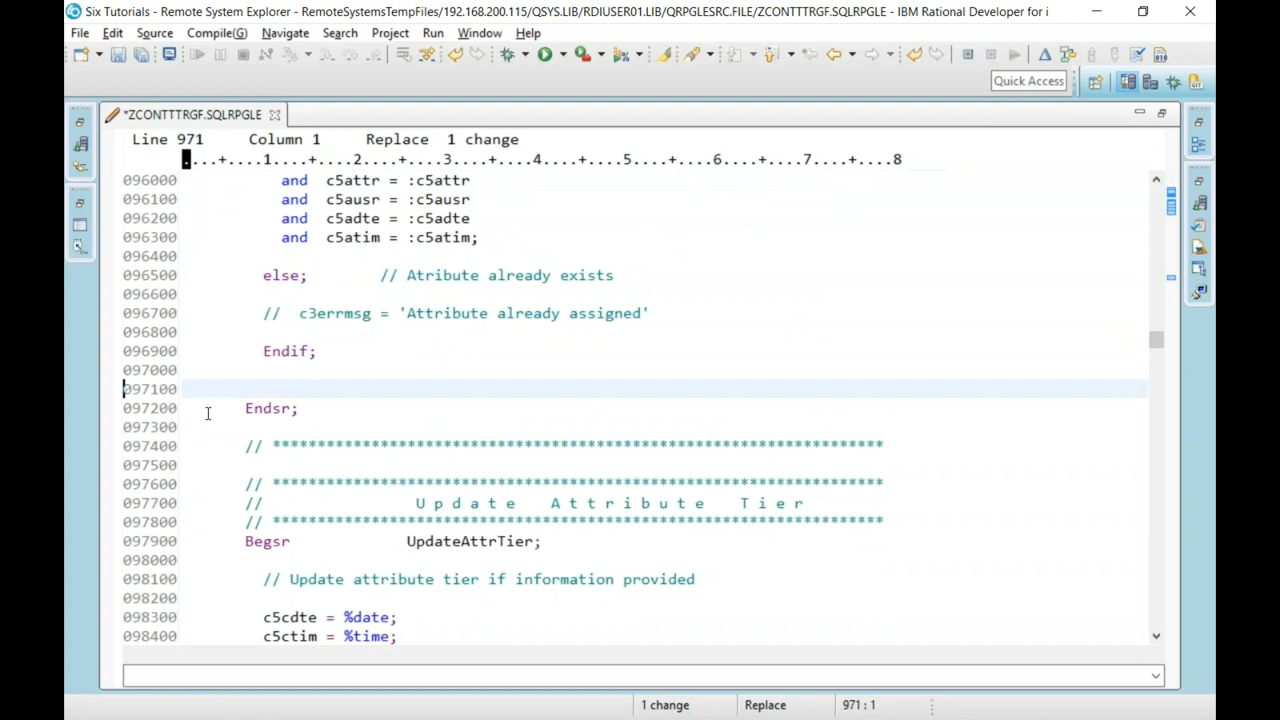 Six Tutorials - Remote System Explorer - RemoteSystemsTempFiles/192.168.200.115/QSYS.LIB/RDIUSER01.LIB/QRPGLESRC.FILE/ZCONTTTRGF.SQLRPGLE - IBM Rational Developer for i
File Edit Source Compile(G) Navigate Search Project Run Window Help
Quick Access
*ZCONTTTRGF.SQLRPGLE
Line 971 Column 1 Replace 1 change
....+....1....+....2....+....3....+....4....+....5....+....6....+....7....+....8
096000 and c5attr = :c5attr
096100 and c5ausr = :c5ausr
096200 and c5adte = :c5adte
096300 and c5atim = :c5atim;
096400
096500 else; // Atribute already exists
096600
096700 // c3errmsg = 'Attribute already assigned'
096800
096900 Endif;
097000
097100
097200 Endsr;
097300
097400 // ********************************************************************
097500
097600 // ********************************************************************
097700 // U p d a t e A t t r i b u t e T i e r
097800 // ********************************************************************
097900 Begsr UpdateAttrTier;
098000
098100 // Update attribute tier if information provided
098200
098300 c5cdte = %date;
098400 c5ctim = %time;
1 change Replace 971 : 1